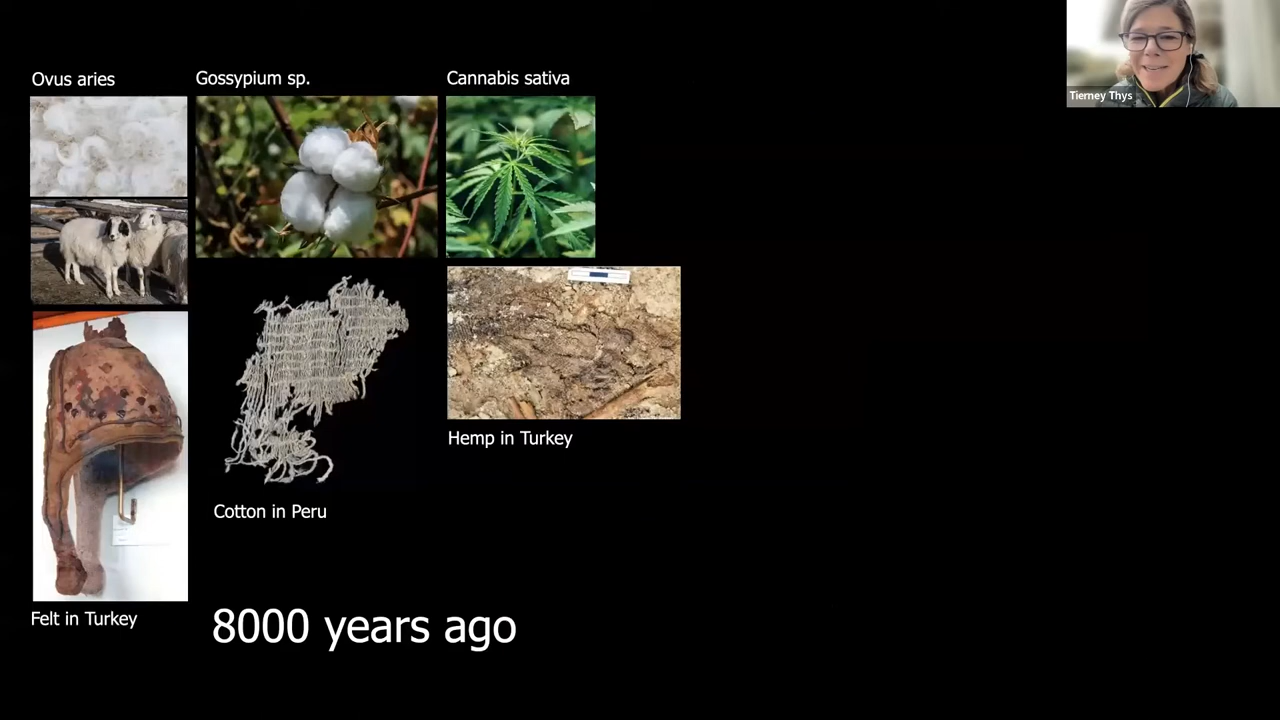 Ovus aries
Gossypium sp.
Cannabis sativa
Tierney Thys
Hemp in Turkey
Cotton in Peru
Felt in Turkey
8000 years ago